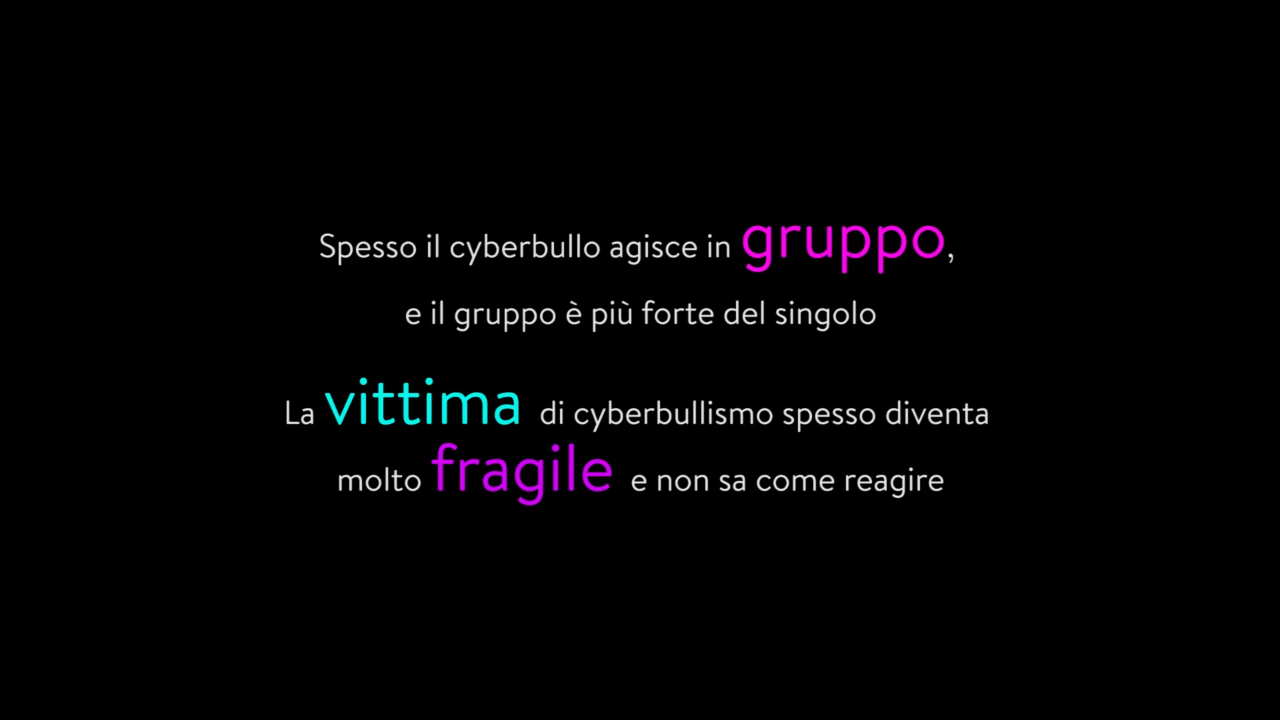 Spesso il cyberbullo agisce in gruppo,
e il gruppo è più forte del singolo
La vittima di cyberbullismo spesso diventa
molto fragile e non sa come reagire